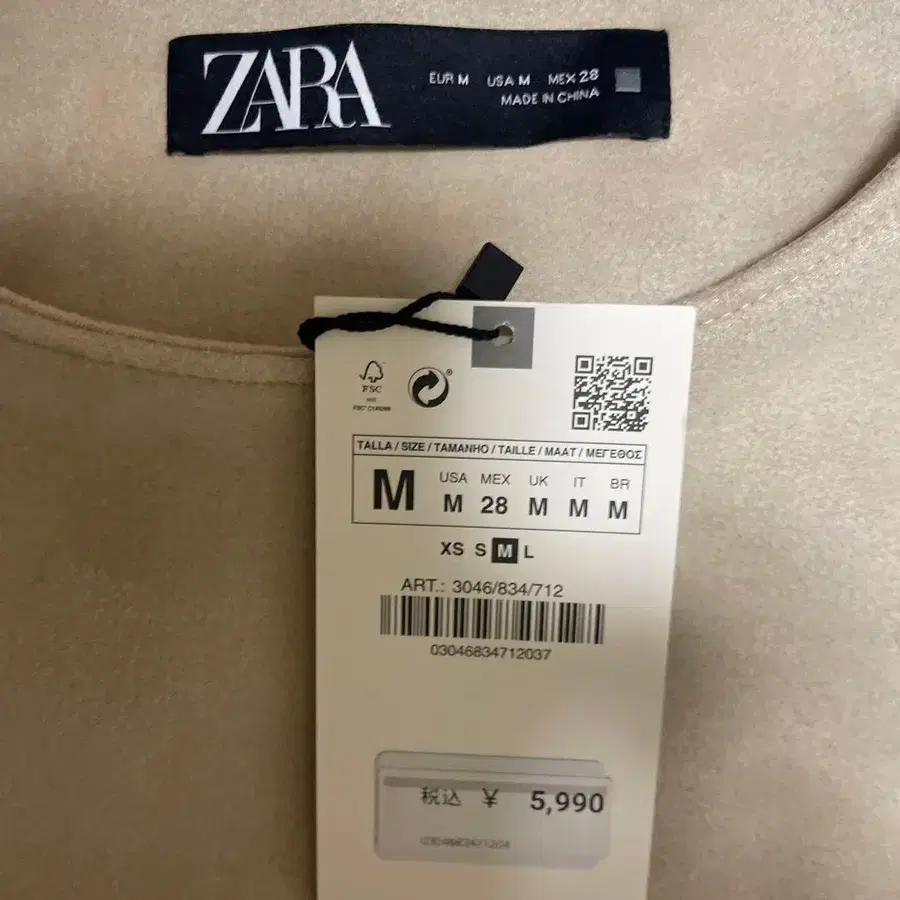 ZARA
EUR M USA M MEX 28
MADE IN CHINA
FSC
TALLA / SIZE / TAMANHO / TAILLE / MAAT / ΜΕΓΕΘΟΣ
M
USA MEX UK IT BR
M 28 M M M
XS S M L
ART.: 3046/834/712
03046834712037
税込 ¥ 5,990